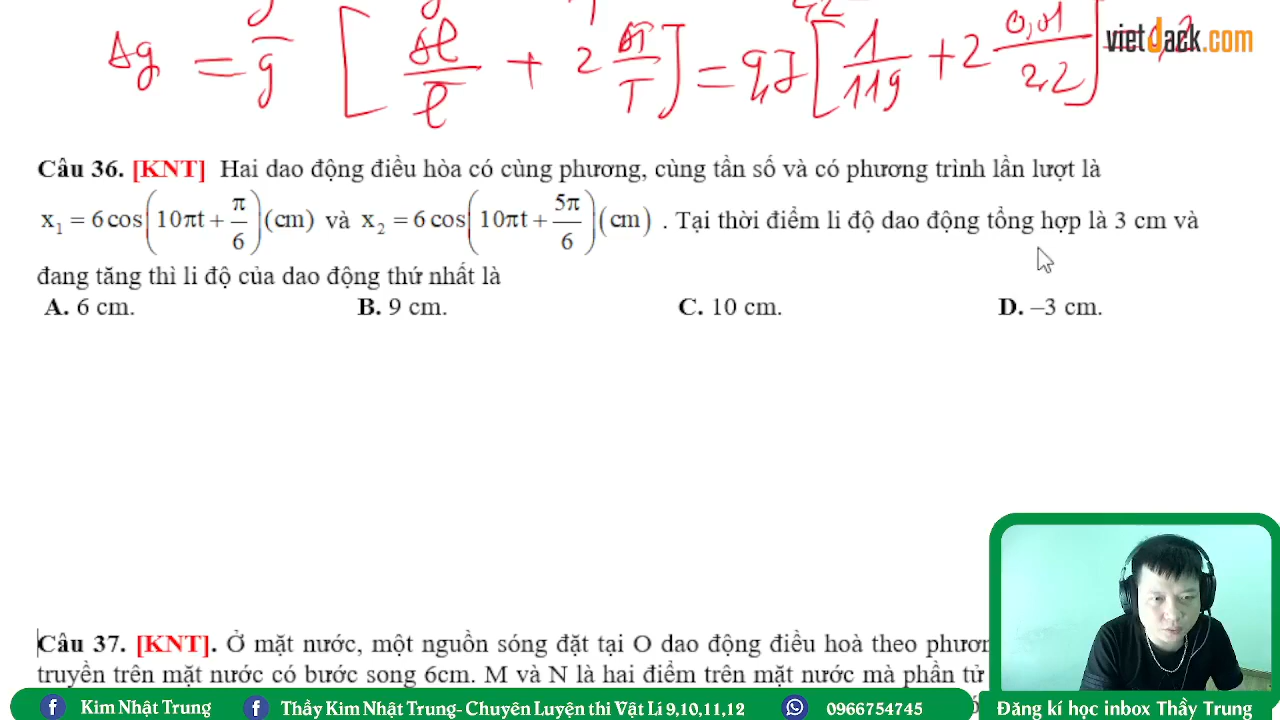 Δg = g [ Δl/l + 2 ΔT/T ] = 9,7 [ 1/119 + 2 0,01/2,2 ]
vietJack.com
Câu 36. [KNT] Hai dao động điều hòa có cùng phương, cùng tần số và có phương trình lần lượt là
x₁ = 6cos(10πt + π/6)(cm) và x₂ = 6cos(10πt + 5π/6)(cm) . Tại thời điểm li độ dao động tổng hợp là 3 cm và
đang tăng thì li độ của dao động thứ nhất là
A. 6 cm. B. 9 cm. C. 10 cm. D. –3 cm.
Câu 37. [KNT]. Ở mặt nước, một nguồn sóng đặt tại O dao động điều hoà theo phươn
truyền trên mặt nước có bước song 6cm. M và N là hai điểm trên mặt nước mà phần tử
Kim Nhật Trung
Thầy Kim Nhật Trung- Chuyên Luyện thi Vật Lí 9,10,11,12
0966754745
Đăng kí học inbox Thầy Trung